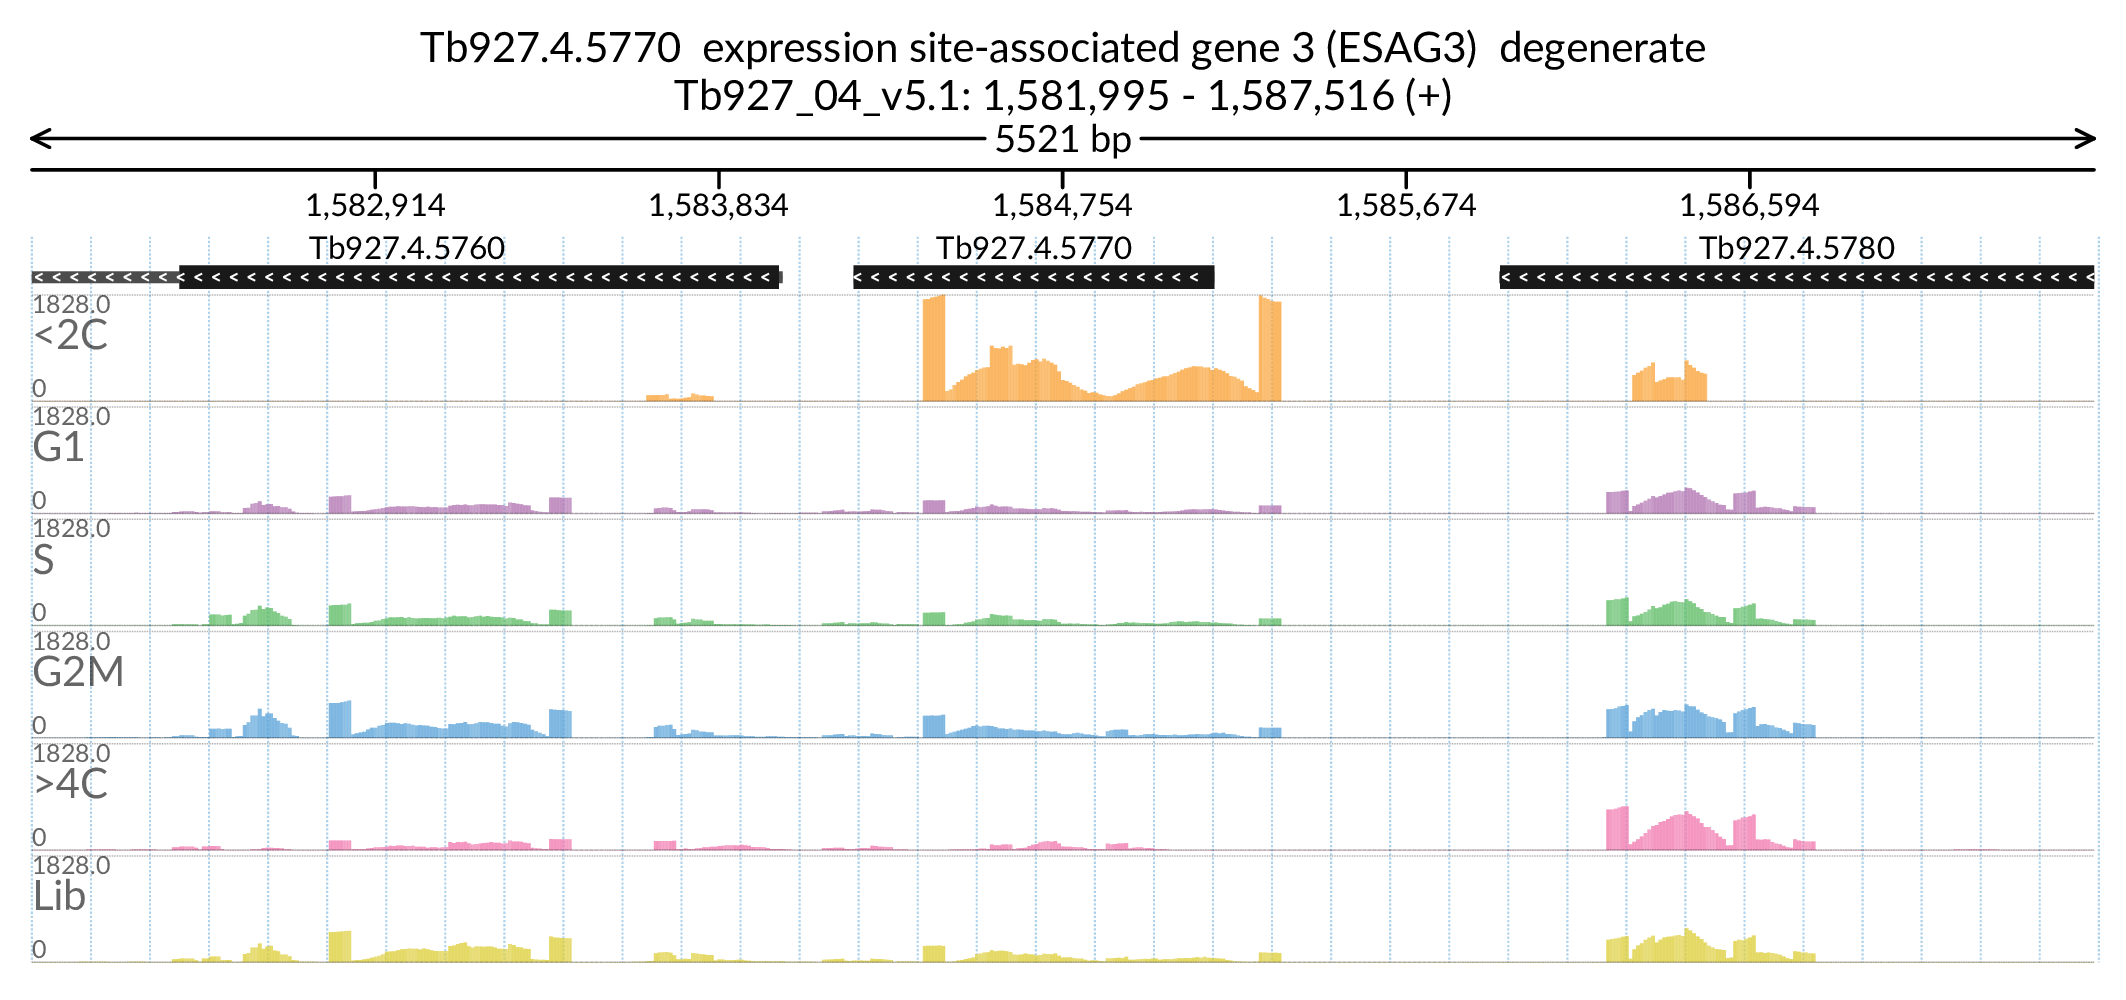 Tb927.4.5770 expression site-associated gene 3 (ESAG3) degenerate
Tb927_04_v5.1: 1,581,995 - 1,587,516 (+)
5521 bp
1,582,914 1,583,834 1,584,754 1,585,674 1,586,594
Tb927.4.5760 Tb927.4.5770 Tb927.4.5780
1828.0
<2C
0
1828.0
G1
0
1828.0
S
0
1828.0
G2M
0
1828.0
>4C
0
1828.0
Lib
0